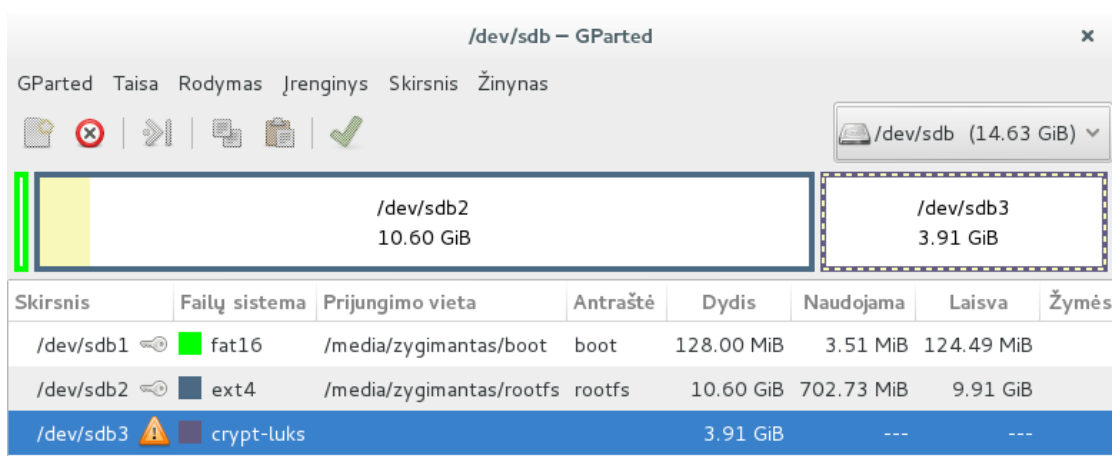 /dev/sdb – GParted
GParted Taisa Rodymas Įrenginys Skirsnis Žinynas
/dev/sdb (14.63 GiB)
/dev/sdb2
10.60 GiB
/dev/sdb3
3.91 GiB
Skirsnis Failų sistema Prijungimo vieta Antraštė Dydis Naudojama Laisva Žymės
/dev/sdb1 fat16 /media/zygimantas/boot boot 128.00 MiB 3.51 MiB 124.49 MiB
/dev/sdb2 ext4 /media/zygimantas/rootfs rootfs 10.60 GiB 702.73 MiB 9.91 GiB
/dev/sdb3 crypt-luks 3.91 GiB --- ---